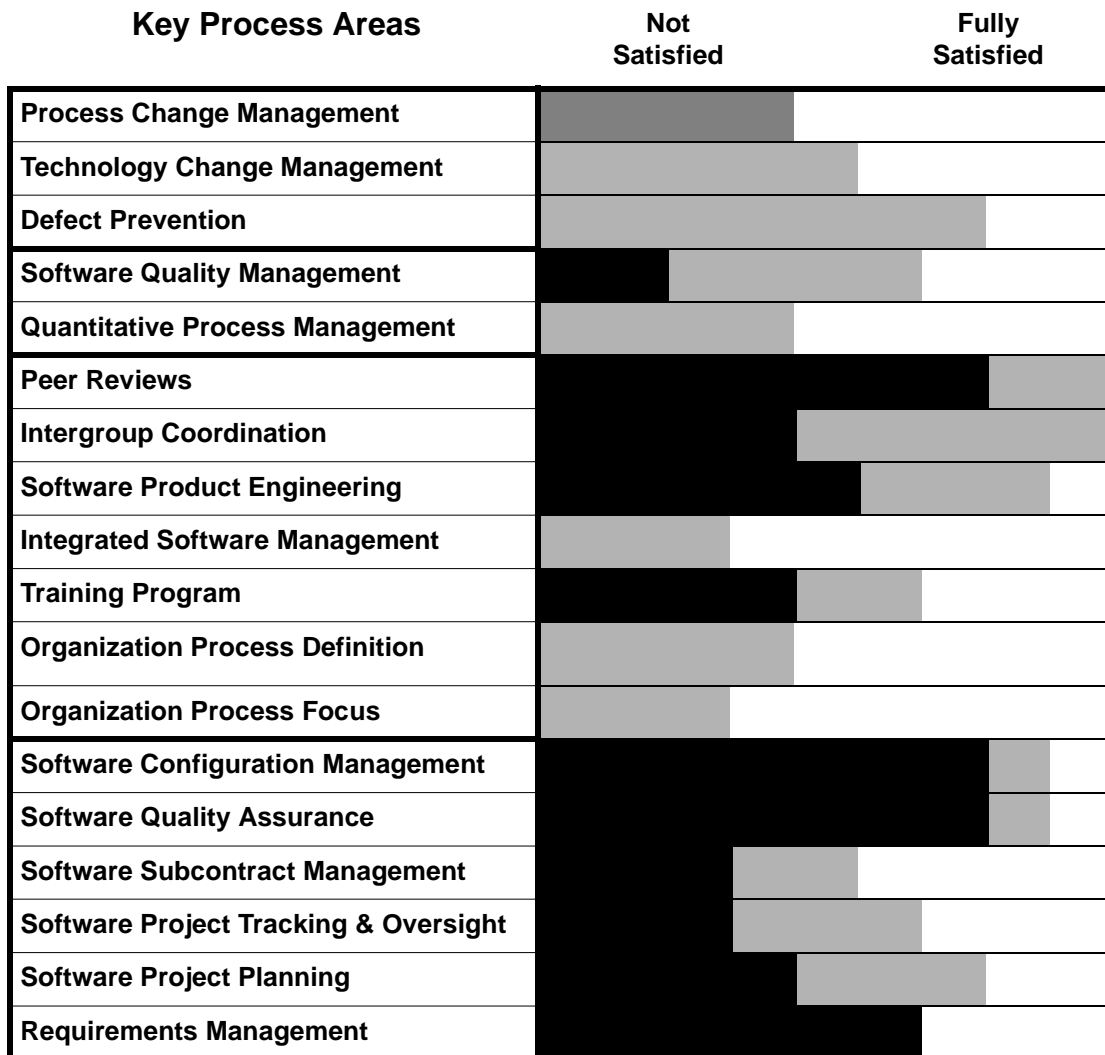 Key Process Areas
Not
Satisfied
Fully
Satisfied
Process Change Management
Technology Change Management
Defect Prevention
Software Quality Management
Quantitative Process Management
Peer Reviews
Intergroup Coordination
Software Product Engineering
Integrated Software Management
Training Program
Organization Process Definition
Organization Process Focus
Software Configuration Management
Software Quality Assurance
Software Subcontract Management
Software Project Tracking & Oversight
Software Project Planning
Requirements Management